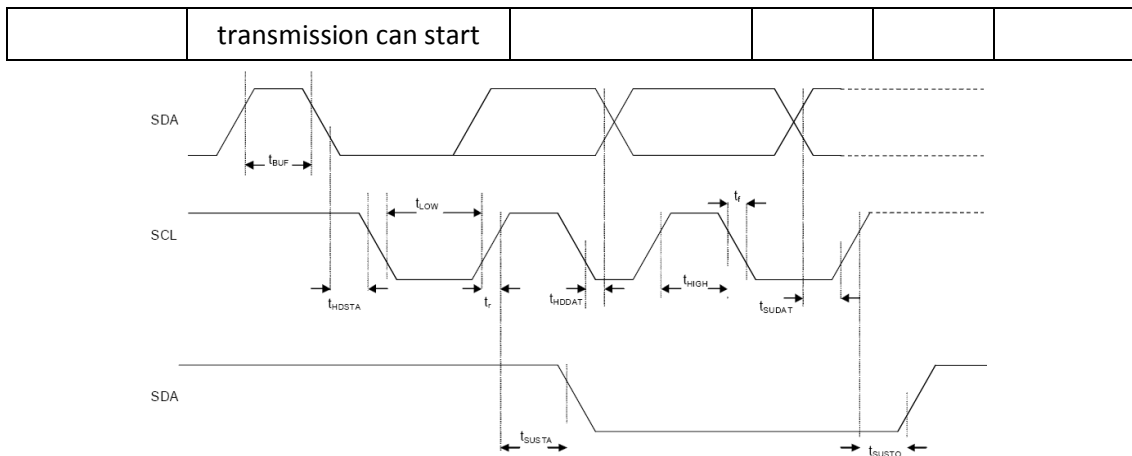 transmission can start
SDA
tBUF
tLOW
tf
SCL
tHDSTA
tr
tHDDAT
tHIGH
tSUDAT
SDA
tSUSTA
tSUSTO